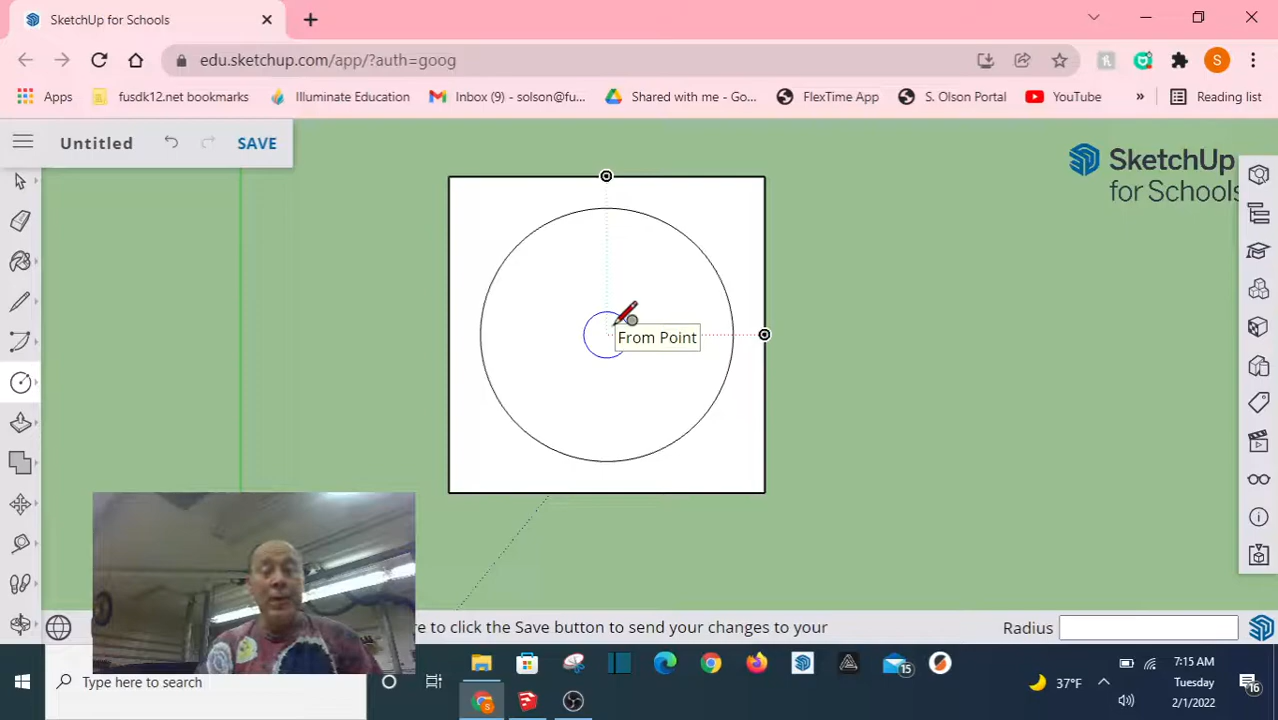 SketchUp for Schools
edu.sketchup.com/app/?auth=goog
S
Apps
fusdk12.net bookmarks
Illuminate Education
Inbox (9) - solson@fu...
Shared with me - Go...
FlexTime App
S. Olson Portal
YouTube
»
Reading list
Untitled
SAVE
SketchUp
for Schools
From Point
re to click the Save button to send your changes to your
Radius
Type here to search
S
15
37°F
7:15 AM
Tuesday
2/1/2022
16